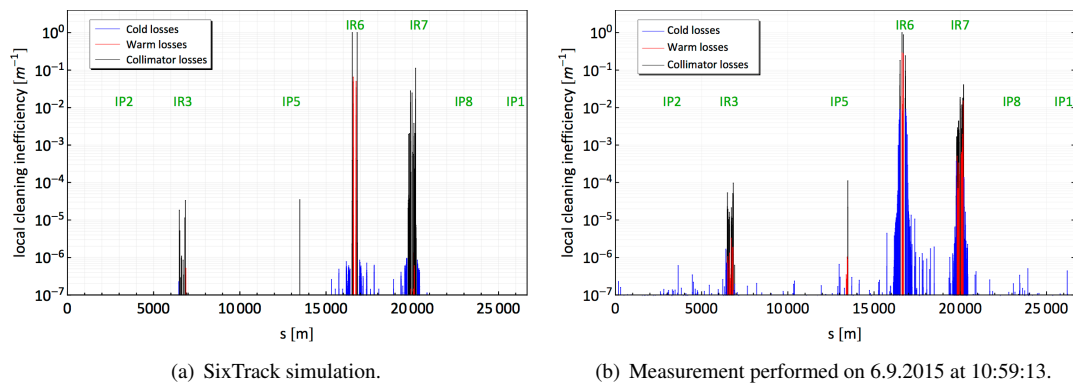 IR6
IR7
Cold losses
Warm losses
Collimator losses
IP2
IR3
IP5
IP8
IP1
10^0
10^-1
10^-2
10^-3
10^-4
10^-5
10^-6
10^-7
local cleaning inefficiency [m^-1]
0
5000
10 000
15 000
20 000
25 000
s [m]
(a) SixTrack simulation.
IR6
IR7
Cold losses
Warm losses
Collimator losses
IP2
IR3
IP5
IP8
IP1
10^0
10^-1
10^-2
10^-3
10^-4
10^-5
10^-6
10^-7
local cleaning inefficiency [m^-1]
0
5000
10 000
15 000
20 000
25 000
s [m]
(b) Measurement performed on 6.9.2015 at 10:59:13.